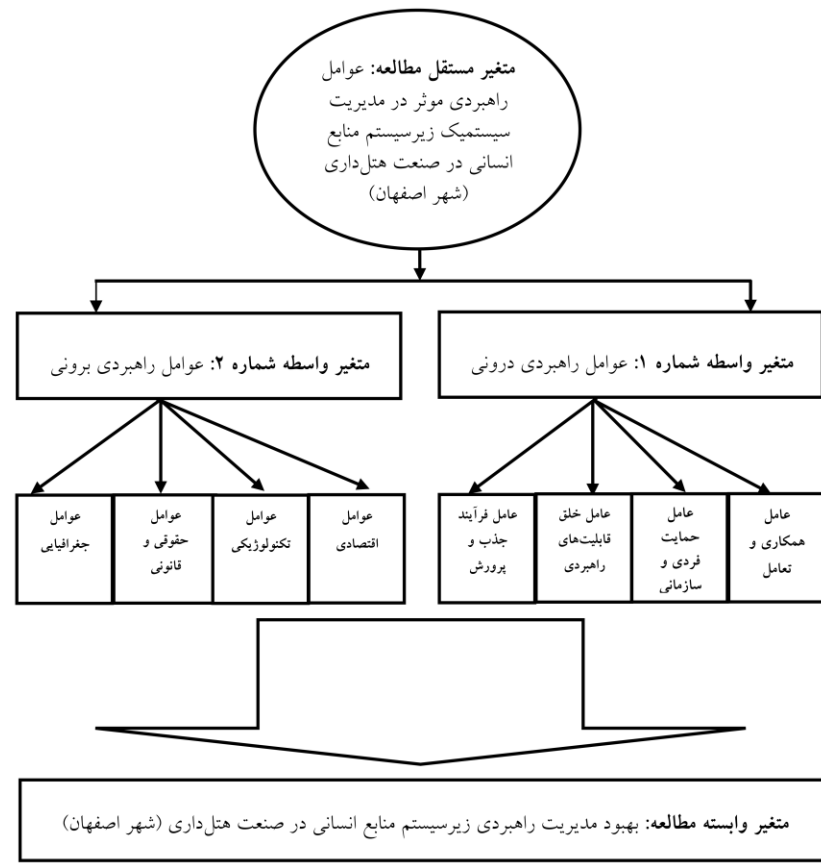 متغیر مستقل مطالعه: عوامل
راهبردی موثر در مدیریت
سیستمیک زیرسیستم منابع
انسانی در صنعت هتل‌داری
(شهر اصفهان)
متغیر واسطه شماره ۱: عوامل راهبردی درونی
متغیر واسطه شماره ۲: عوامل راهبردی برونی
عامل
همکاری و
تعامل
عامل
حمایت
فردی و
سازمانی
عامل خلق
قابلیت‌های
راهبردی
عامل فرآیند
جذب و
پرورش
عوامل
اقتصادی
عوامل
تکنولوژیکی
عوامل
حقوقی و
قانونی
عوامل
جغرافیایی
متغیر وابسته مطالعه: بهبود مدیریت راهبردی زیرسیستم منابع انسانی در صنعت هتل‌داری (شهر اصفهان)